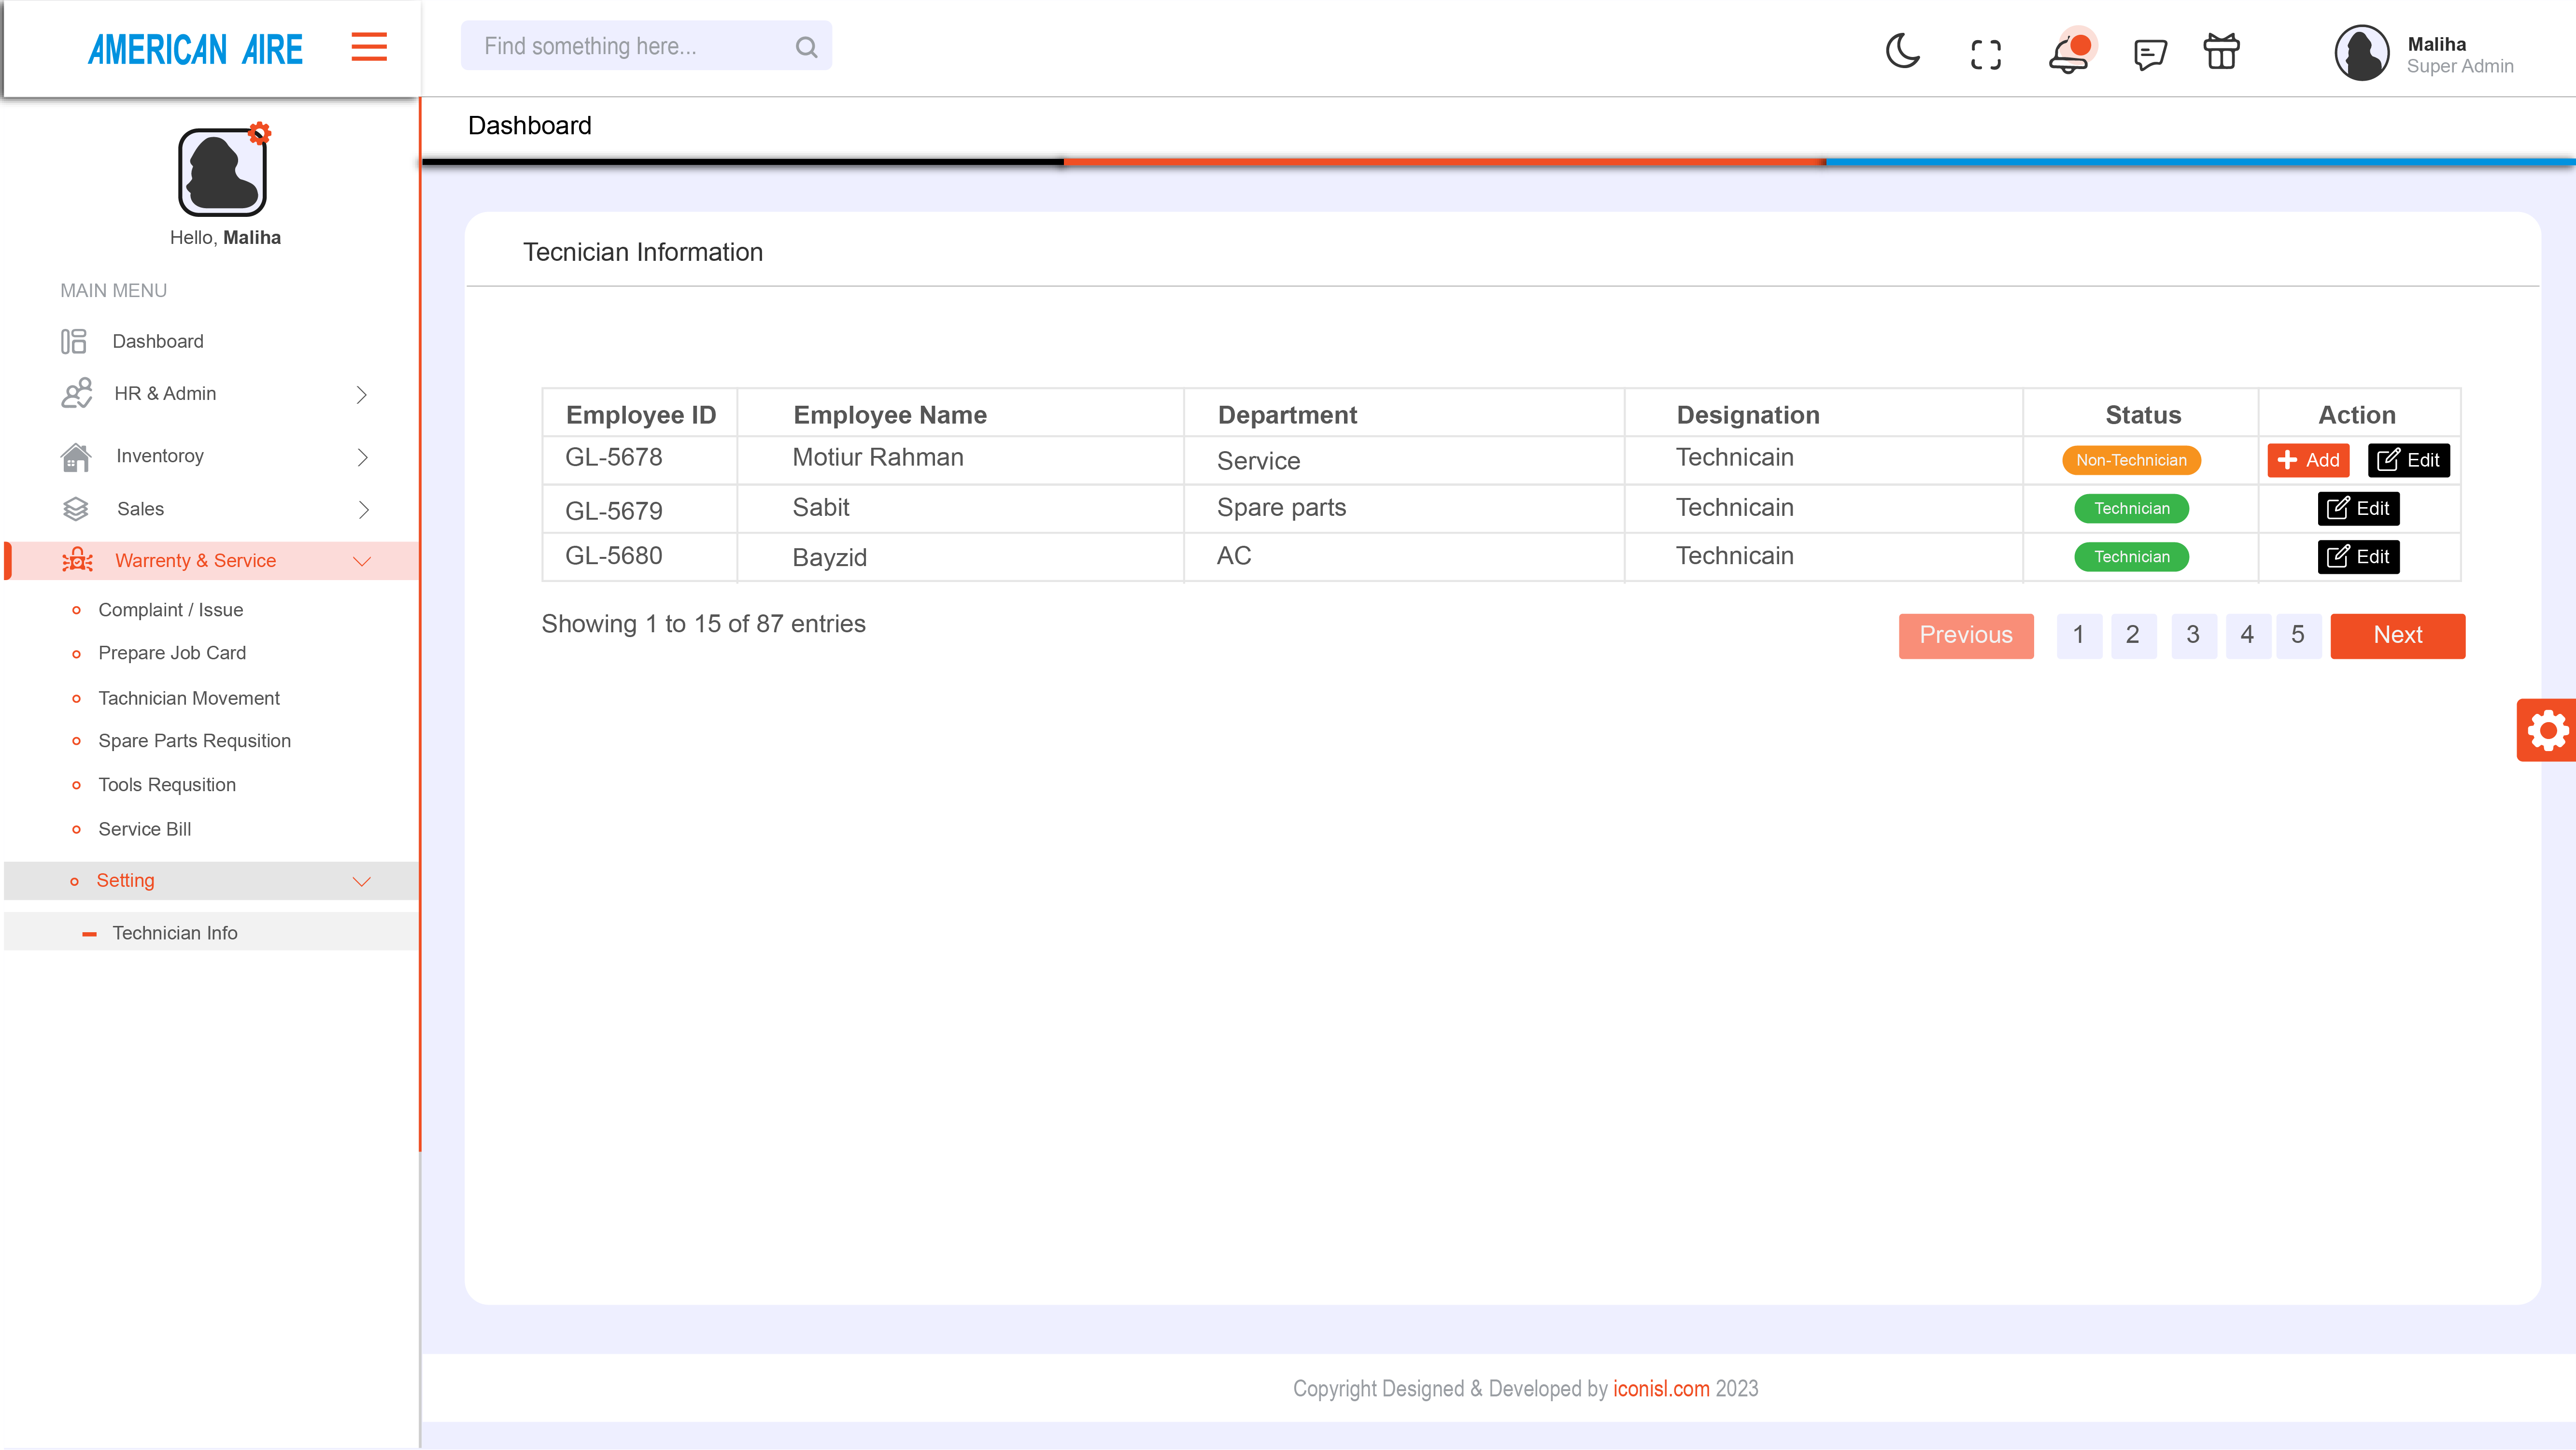 AMERICAN AIRE
Find something here...
Maliha
Super Admin
Dashboard
Hello, Maliha
MAIN MENU
Dashboard
HR & Admin
Inventoroy
Sales
Warrenty & Service
Complaint / Issue
Prepare Job Card
Tachnician Movement
Spare Parts Requsition
Tools Requsition
Service Bill
Setting
Technician Info
Tecnician Information
Employee ID Employee Name Department Designation Status Action
GL-5678 Motiur Rahman Service Technicain Non-Technician Add Edit
GL-5679 Sabit Spare parts Technicain Technician Edit
GL-5680 Bayzid AC Technicain Technician Edit
Showing 1 to 15 of 87 entries
Previous 1 2 3 4 5 Next
Copyright Designed & Developed by iconisl.com 2023